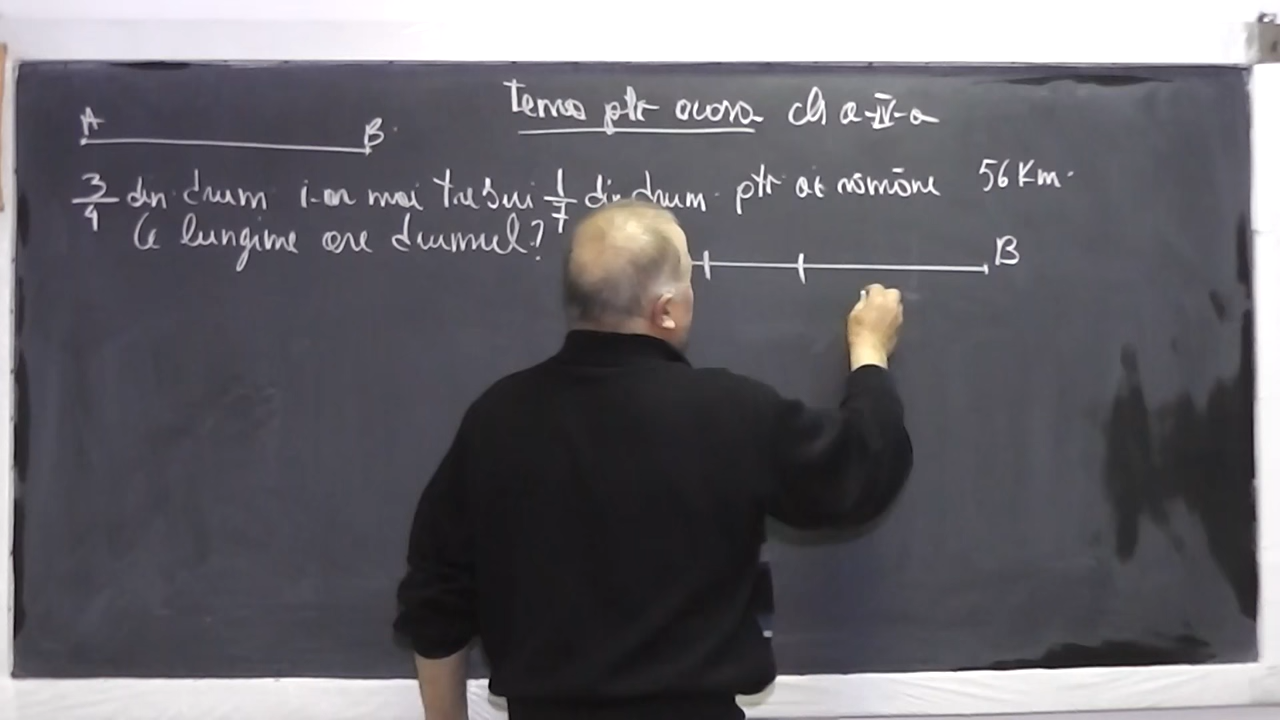 Tema ptr acasa cls a-IV-a
A B
3/4 din drum i-ar mai trebui 1/7 din drum ptr a-i rămâne 56 Km.
Ce lungime are drumul?
B